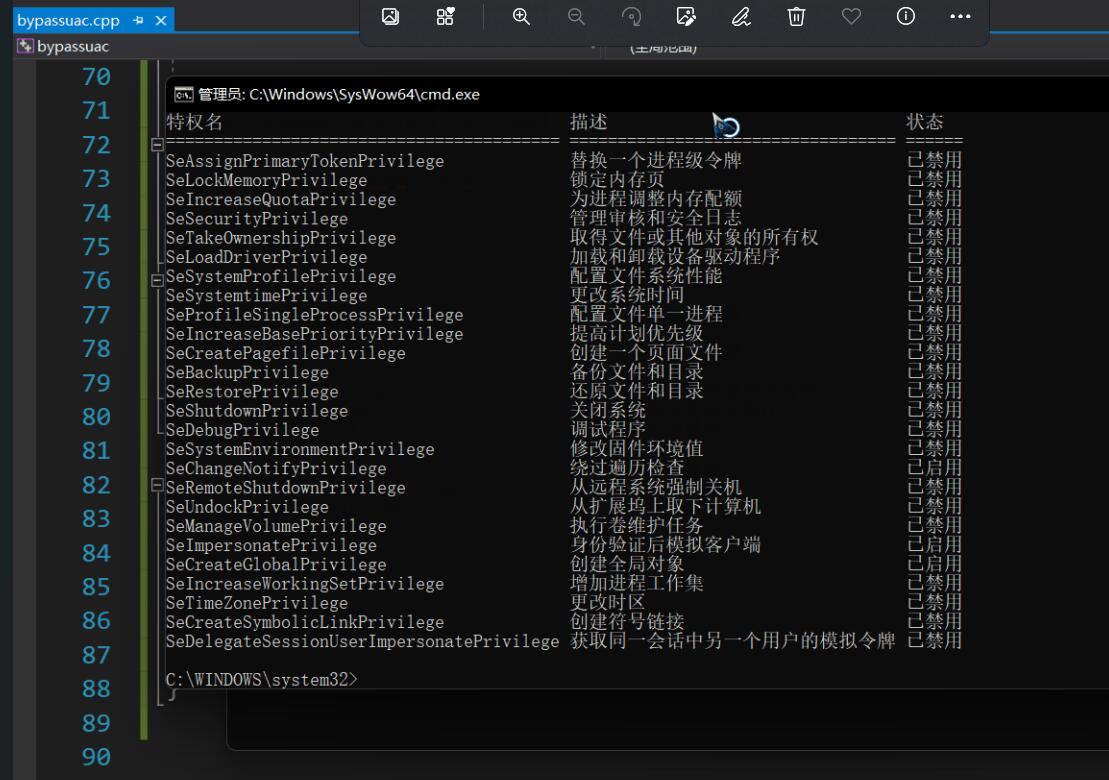 bypassuac.cpp
bypassuac
(全局范围)
70
71
72
73
74
75
76
77
78
79
80
81
82
83
84
85
86
87
88
89
90
管理员: C:\Windows\SysWow64\cmd.exe
特权名 描述 状态
========================================= ================================== ======
SeAssignPrimaryTokenPrivilege 替换一个进程级令牌 已禁用
SeLockMemoryPrivilege 锁定内存页 已禁用
SeIncreaseQuotaPrivilege 为进程调整内存配额 已禁用
SeSecurityPrivilege 管理审核和安全日志 已禁用
SeTakeOwnershipPrivilege 取得文件或其他对象的所有权 已禁用
SeLoadDriverPrivilege 加载和卸载设备驱动程序 已禁用
SeSystemProfilePrivilege 配置文件系统性能 已禁用
SeSystemtimePrivilege 更改系统时间 已禁用
SeProfileSingleProcessPrivilege 配置文件单一进程 已禁用
SeIncreaseBasePriorityPrivilege 提高计划优先级 已禁用
SeCreatePagefilePrivilege 创建一个页面文件 已禁用
SeBackupPrivilege 备份文件和目录 已禁用
SeRestorePrivilege 还原文件和目录 已禁用
SeShutdownPrivilege 关闭系统 已禁用
SeDebugPrivilege 调试程序 已禁用
SeSystemEnvironmentPrivilege 修改固件环境值 已禁用
SeChangeNotifyPrivilege 绕过遍历检查 已启用
SeRemoteShutdownPrivilege 从远程系统强制关机 已禁用
SeUndockPrivilege 从扩展坞上取下计算机 已禁用
SeManageVolumePrivilege 执行卷维护任务 已禁用
SeImpersonatePrivilege 身份验证后模拟客户端 已启用
SeCreateGlobalPrivilege 创建全局对象 已启用
SeIncreaseWorkingSetPrivilege 增加进程工作集 已禁用
SeTimeZonePrivilege 更改时区 已禁用
SeCreateSymbolicLinkPrivilege 创建符号链接 已禁用
SeDelegateSessionUserImpersonatePrivilege 获取同一会话中另一个用户的模拟令牌 已禁用
C:\WINDOWS\system32>
}